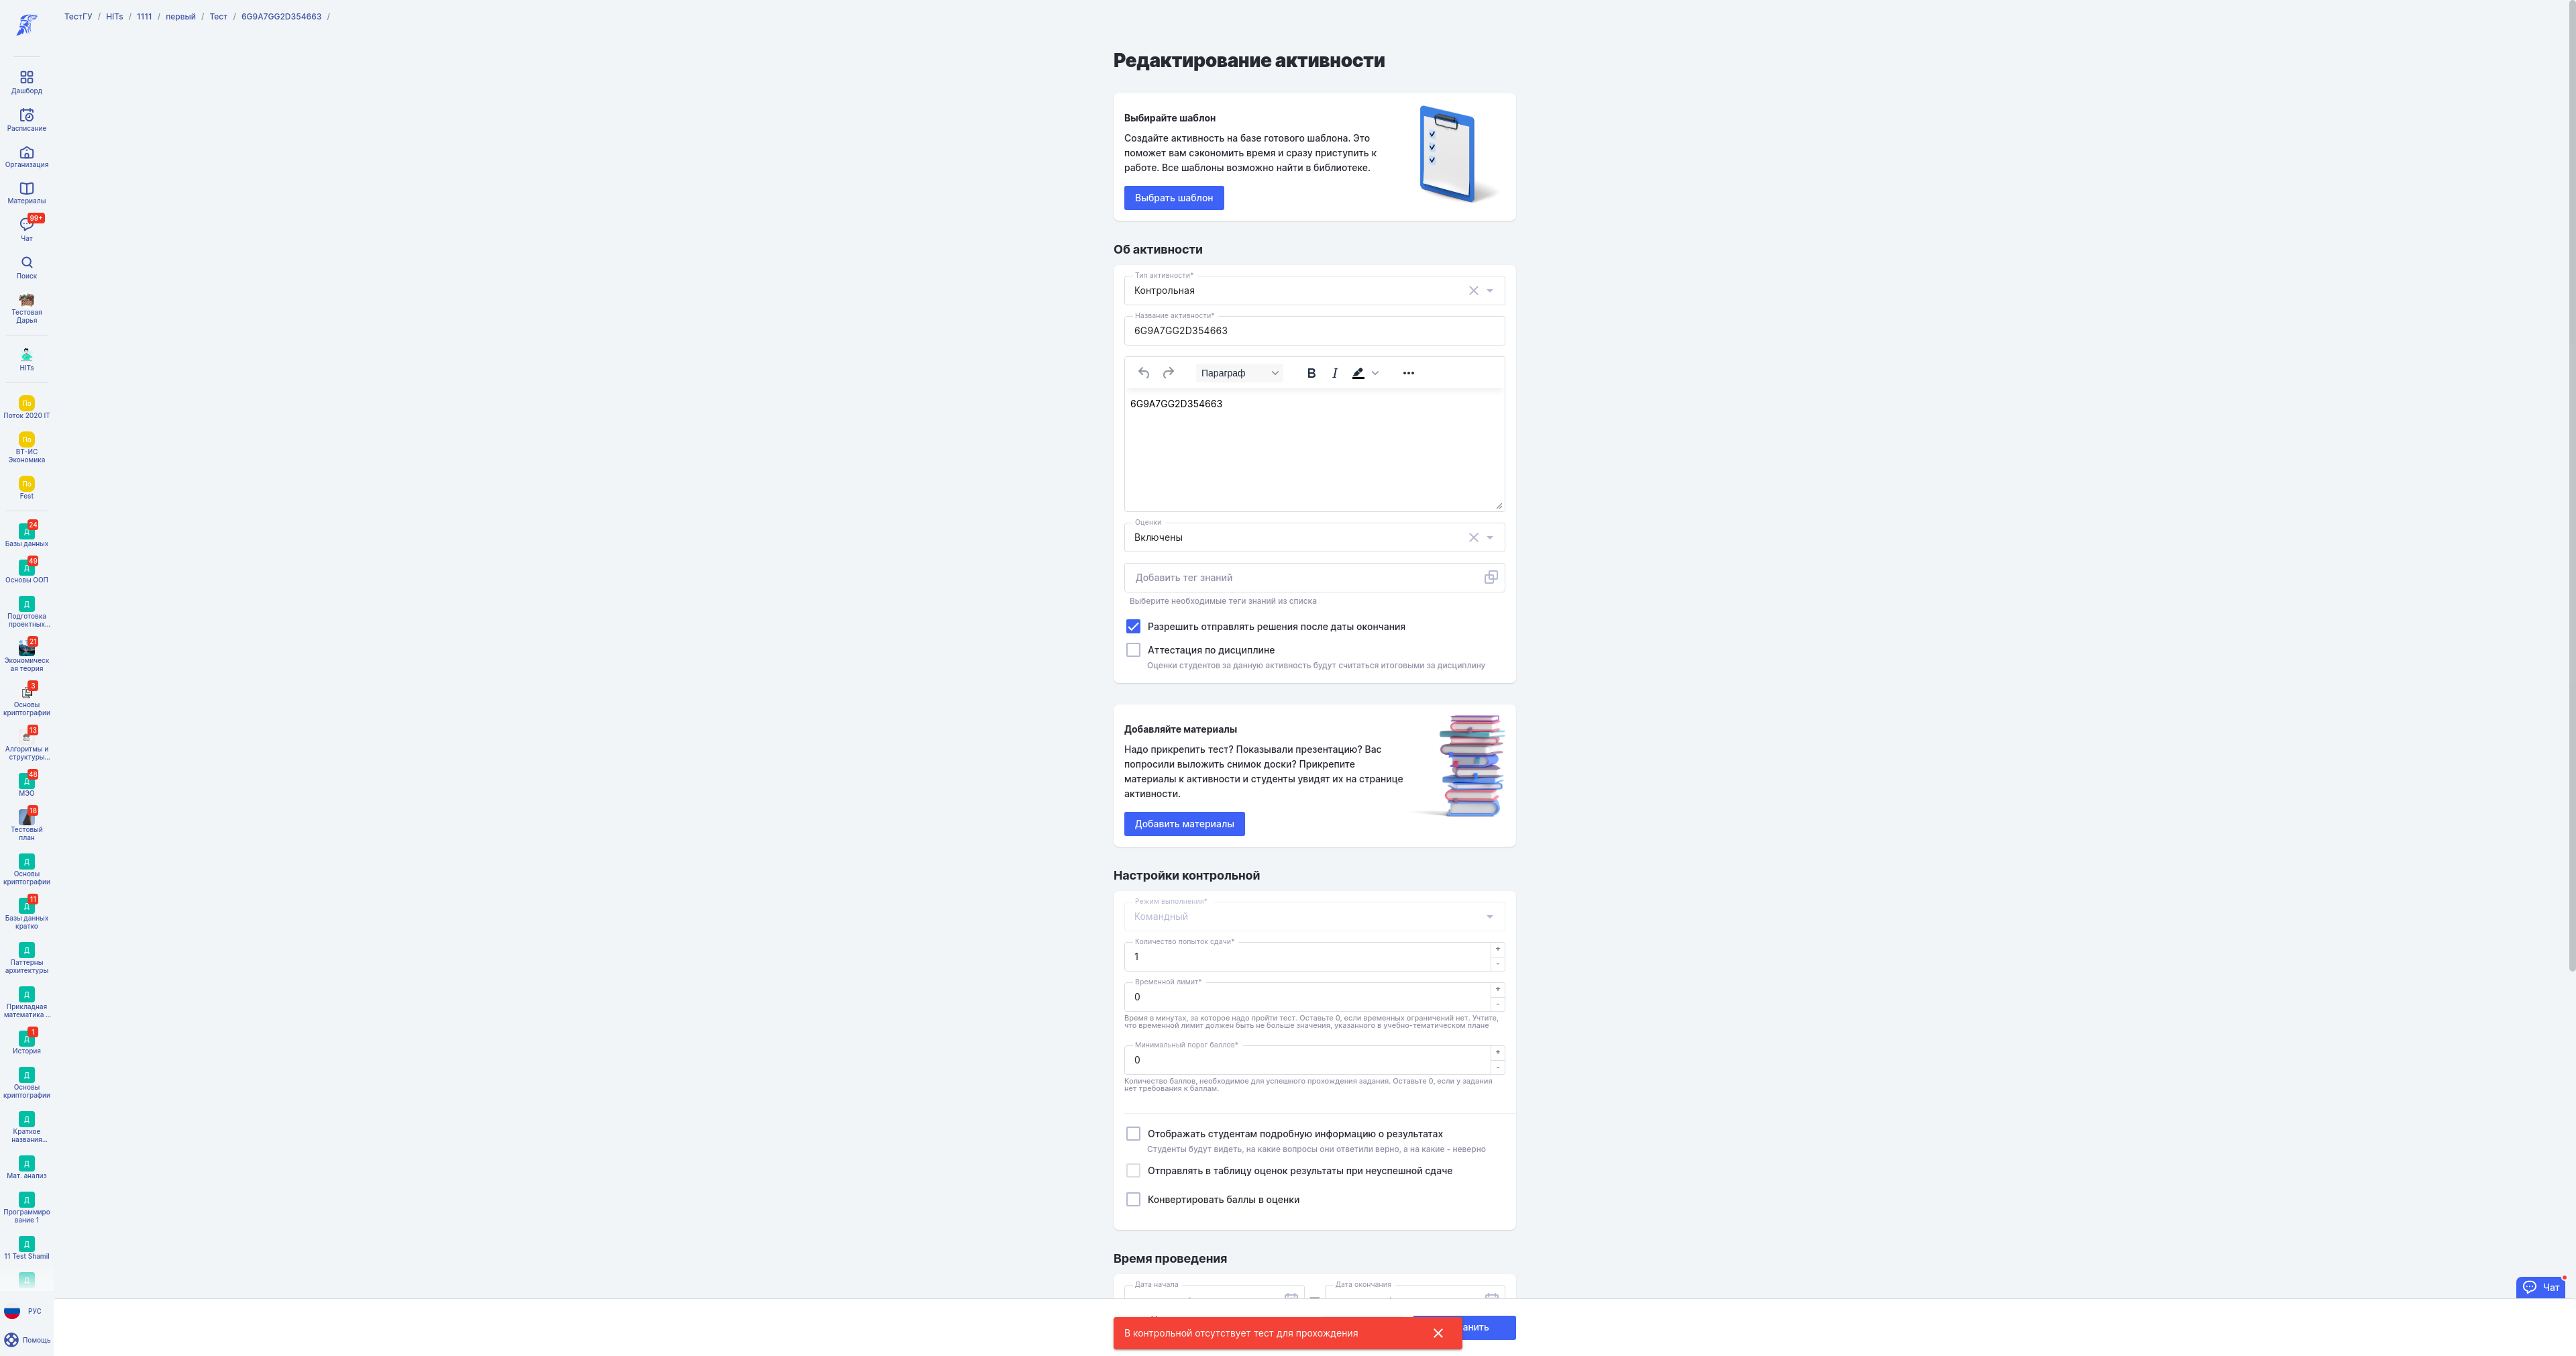 ТестГУ / HITs / 1111 / первый / Тест / 6G9A7GG2D354663 /
Дашборд
Расписание
Организация
Материалы
99+
Чат
Поиск
Тестовая
Дарья
HITs
По
Поток 2020 IT
По
ВТ-ИС
Экономика
По
Fest
24
Д
Базы данных
49
Д
Основы ООП
Д
Подготовка
проектных...
21
Экономическ
ая теория
3
Основы
криптографии
13
Алгоритмы и
структуры...
48
Д
МЭО
18
Тестовый
план
Д
Основы
криптографии
11
Д
Базы данных
кратко
Д
Паттерны
архитектуры
Д
Прикладная
математика ...
1
Д
История
Д
Основы
криптографии
Д
Краткое
названия...
Д
Мат. анализ
Д
Программиро
вание 1
Д
11 Test Shamil
Д
РУС
Помощь
Редактирование активности
Выбирайте шаблон
Создайте активность на базе готового шаблона. Это
поможет вам сэкономить время и сразу приступить к
работе. Все шаблоны возможно найти в библиотеке.
Выбрать шаблон
Об активности
Тип активности*
Контрольная
Название активности*
6G9A7GG2D354663
Параграф
B I
6G9A7GG2D354663
Оценки
Включены
Добавить тег знаний
Выберите необходимые теги знаний из списка
Разрешить отправлять решения после даты окончания
Аттестация по дисциплине
Оценки студентов за данную активность будут считаться итоговыми за дисциплину
Добавляйте материалы
Надо прикрепить тест? Показывали презентацию? Вас
попросили выложить снимок доски? Прикрепите
материалы к активности и студенты увидят их на странице
активности.
Добавить материалы
Настройки контрольной
Режим выполнения*
Командный
Количество попыток сдачи*
1
+
-
Временной лимит*
0
+
-
Время в минутах, за которое надо пройти тест. Оставьте 0, если временных ограничений нет. Учтите,
что временной лимит должен быть не больше значения, указанного в учебно-тематическом плане
Минимальный порог баллов*
0
+
-
Количество баллов, необходимое для успешного прохождения задания. Оставьте 0, если у задания
нет требования к баллам.
Отображать студентам подробную информацию о результатах
Студенты будут видеть, на какие вопросы они ответили верно, а на какие - неверно
Отправлять в таблицу оценок результаты при неуспешной сдаче
Конвертировать баллы в оценки
Время проведения
Дата начала
Дата окончания
В контрольной отсутствует тест для прохождения
анить
Чат